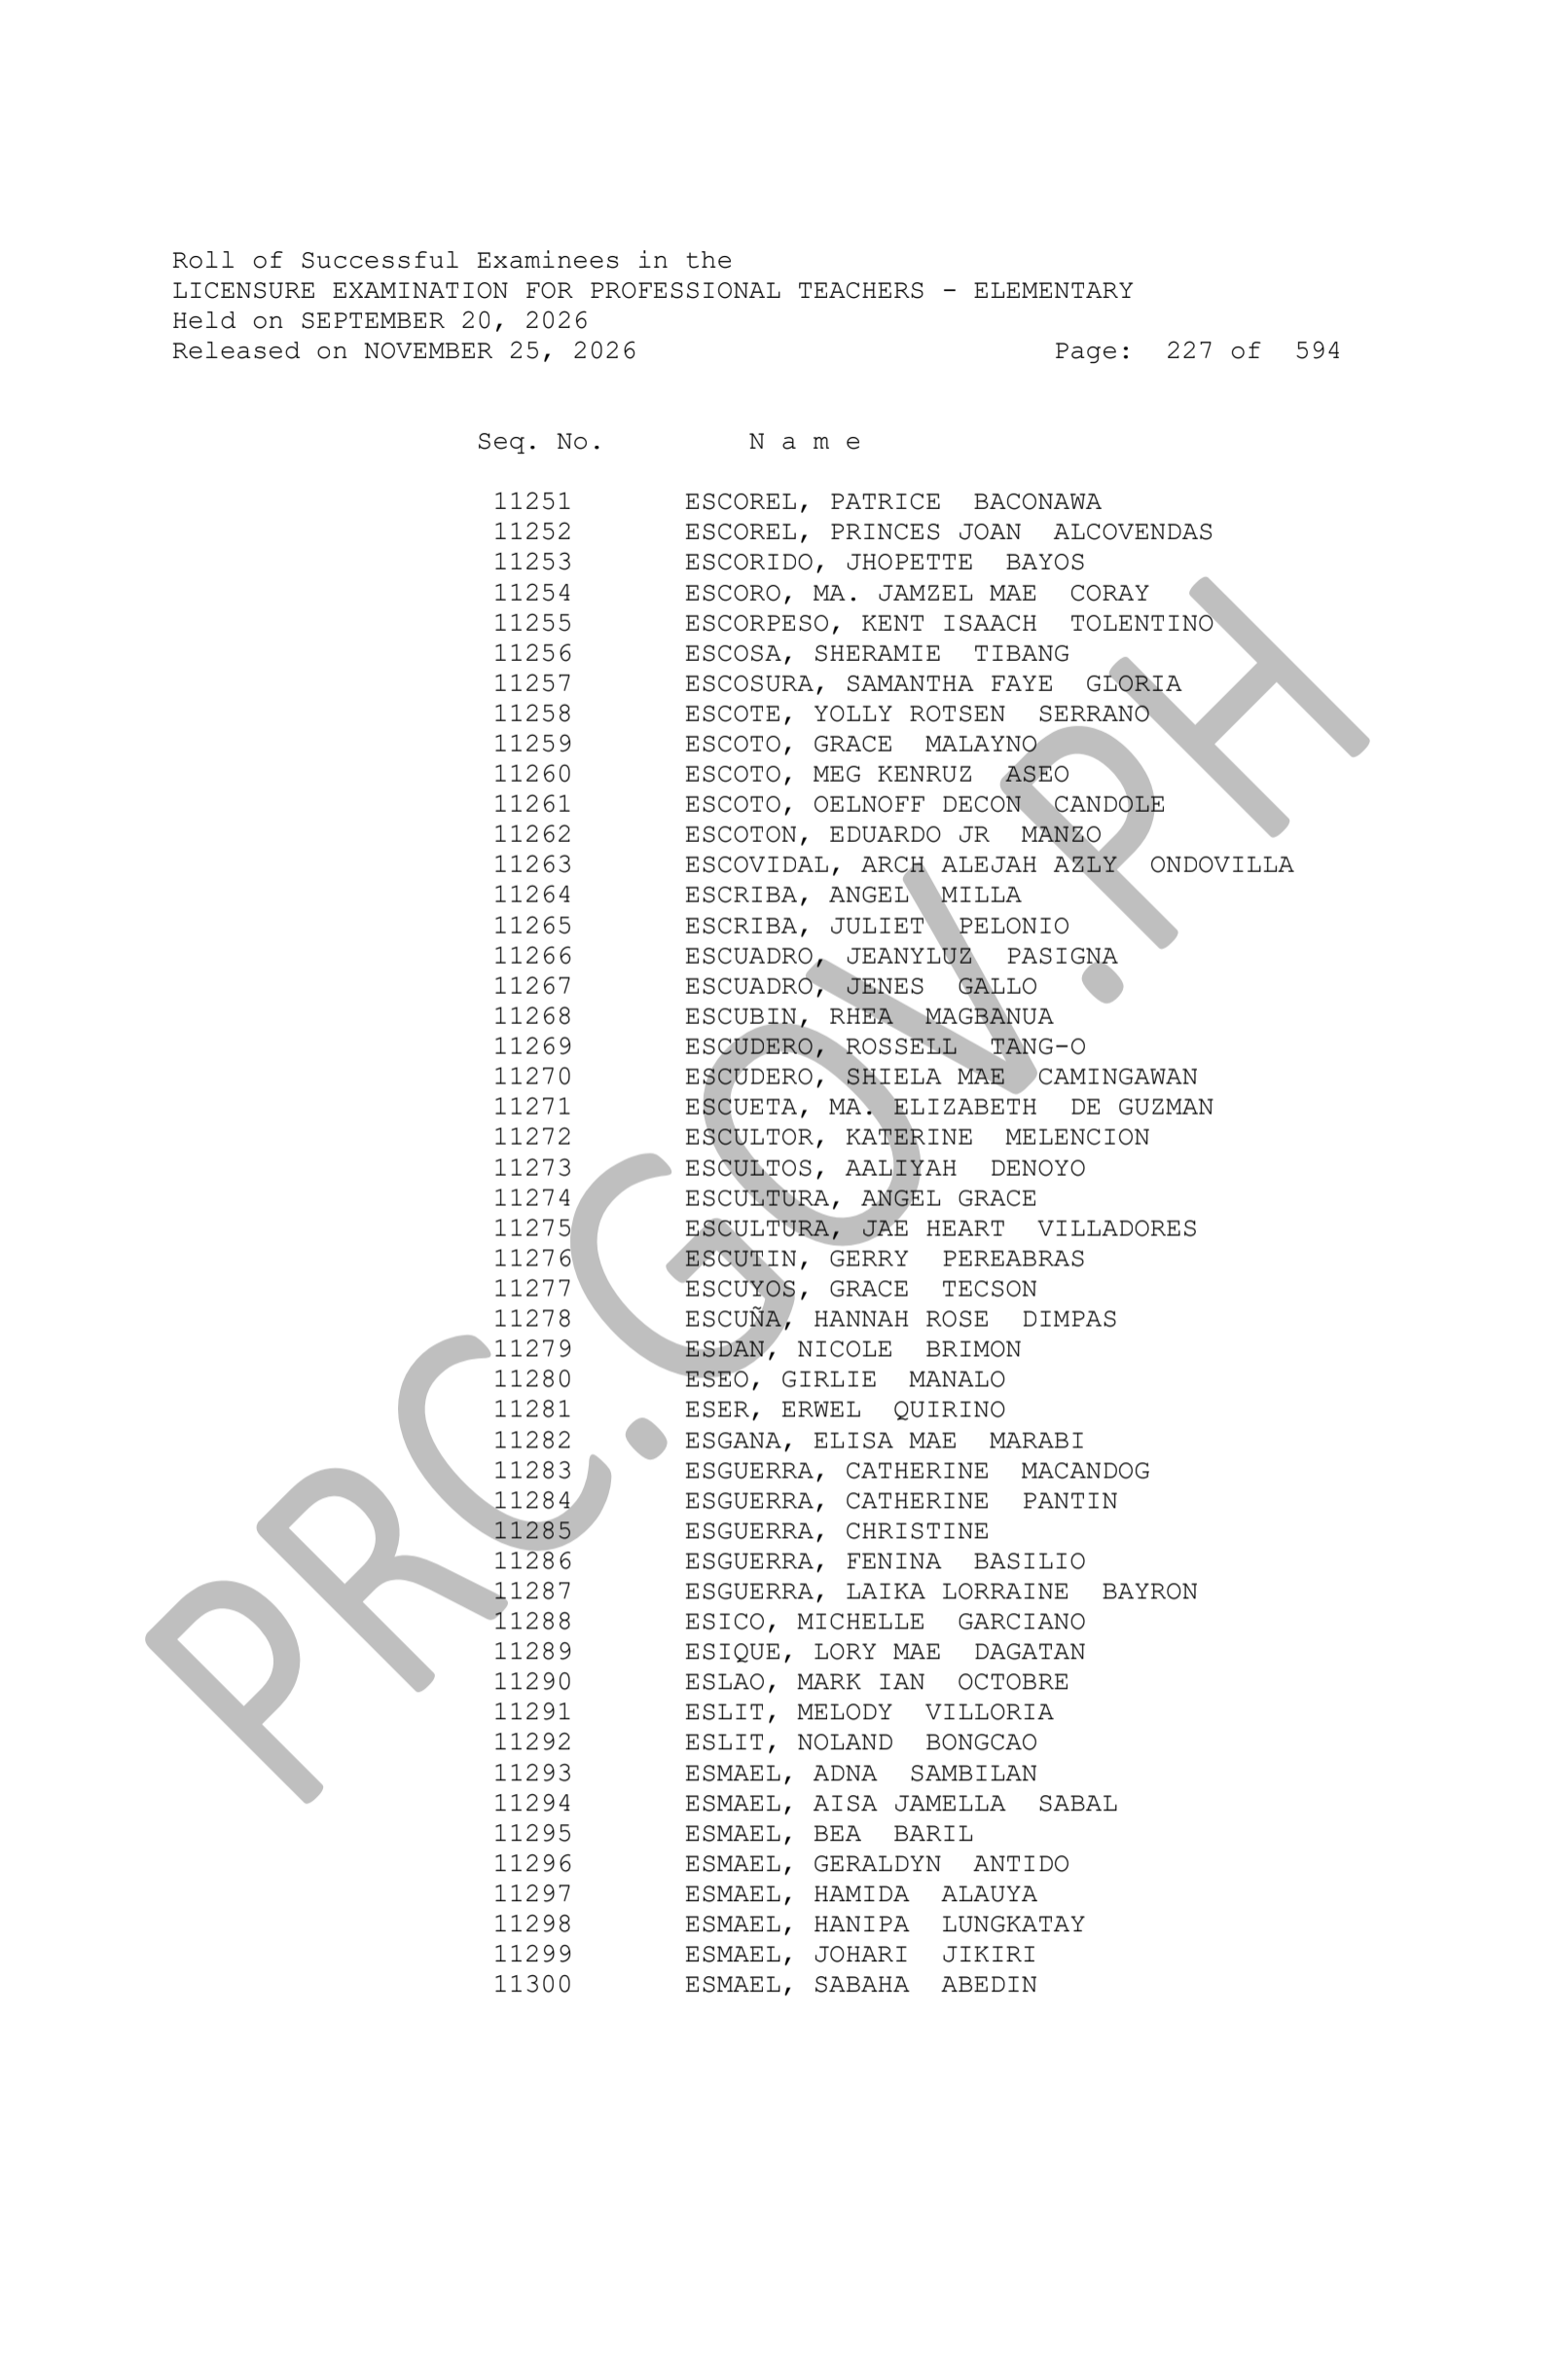 Roll of Successful Examinees in the
LICENSURE EXAMINATION FOR PROFESSIONAL TEACHERS - ELEMENTARY
Held on SEPTEMBER 20, 2026
Released on NOVEMBER 25, 2026 Page: 227 of 594
Seq. No. N a m e
11251 ESCOREL, PATRICE BACONAWA
11252 ESCOREL, PRINCES JOAN ALCOVENDAS
11253 ESCORIDO, JHOPETTE BAYOS
11254 ESCORO, MA. JAMZEL MAE CORAY
11255 ESCORPESO, KENT ISAACH TOLENTINO
11256 ESCOSA, SHERAMIE TIBANG
11257 ESCOSURA, SAMANTHA FAYE GLORIA
11258 ESCOTE, YOLLY ROTSEN SERRANO
11259 ESCOTO, GRACE MALAYNO
11260 ESCOTO, MEG KENRUZ ASEO
11261 ESCOTO, OELNOFF DECON CANDOLE
11262 ESCOTON, EDUARDO JR MANZO
11263 ESCOVIDAL, ARCH ALEJAH AZLY ONDOVILLA
11264 ESCRIBA, ANGEL MILLA
11265 ESCRIBA, JULIET PELONIO
11266 ESCUADRO, JEANYLUZ PASIGNA
11267 ESCUADRO, JENES GALLO
11268 ESCUBIN, RHEA MAGBANUA
11269 ESCUDERO, ROSSELL TANG-O
11270 ESCUDERO, SHIELA MAE CAMINGAWAN
11271 ESCUETA, MA. ELIZABETH DE GUZMAN
11272 ESCULTOR, KATERINE MELENCION
11273 ESCULTOS, AALIYAH DENOYO
11274 ESCULTURA, ANGEL GRACE
11275 ESCULTURA, JAE HEART VILLADORES
11276 ESCUTIN, GERRY PEREABRAS
11277 ESCUYOS, GRACE TECSON
11278 ESCUÑA, HANNAH ROSE DIMPAS
11279 ESDAN, NICOLE BRIMON
11280 ESEO, GIRLIE MANALO
11281 ESER, ERWEL QUIRINO
11282 ESGANA, ELISA MAE MARABI
11283 ESGUERRA, CATHERINE MACANDOG
11284 ESGUERRA, CATHERINE PANTIN
11285 ESGUERRA, CHRISTINE
11286 ESGUERRA, FENINA BASILIO
11287 ESGUERRA, LAIKA LORRAINE BAYRON
11288 ESICO, MICHELLE GARCIANO
11289 ESIQUE, LORY MAE DAGATAN
11290 ESLAO, MARK IAN OCTOBRE
11291 ESLIT, MELODY VILLORIA
11292 ESLIT, NOLAND BONGCAO
11293 ESMAEL, ADNA SAMBILAN
11294 ESMAEL, AISA JAMELLA SABAL
11295 ESMAEL, BEA BARIL
11296 ESMAEL, GERALDYN ANTIDO
11297 ESMAEL, HAMIDA ALAUYA
11298 ESMAEL, HANIPA LUNGKATAY
11299 ESMAEL, JOHARI JIKIRI
11300 ESMAEL, SABAHA ABEDIN
PRC.GOV.PH